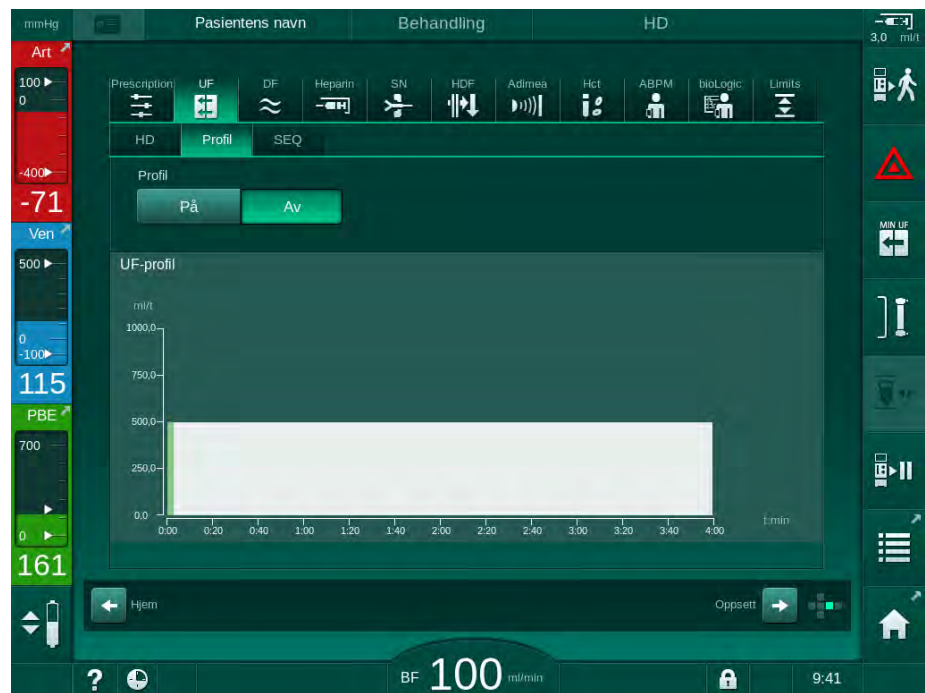 mmHg Pasientens navn Behandling HD 3,0 ml/t
Art
100
0
-400
-71
Ven
500
0
-100
115
PBE
700
0
161
Prescription UF DF Heparin SN HDF Adimea Hct ABPM bioLogic Limits
HD Profil SEQ
Profil
På Av
UF-profil
ml/t
1000,0
750,0
500,0
250,0
0,0
0:00 0:20 0:40 1:00 1:20 1:40 2:00 2:20 2:40 3:00 3:20 3:40 4:00 t:min
Hjem Oppsett
MIN UF
? BF 100 ml/min 9:41